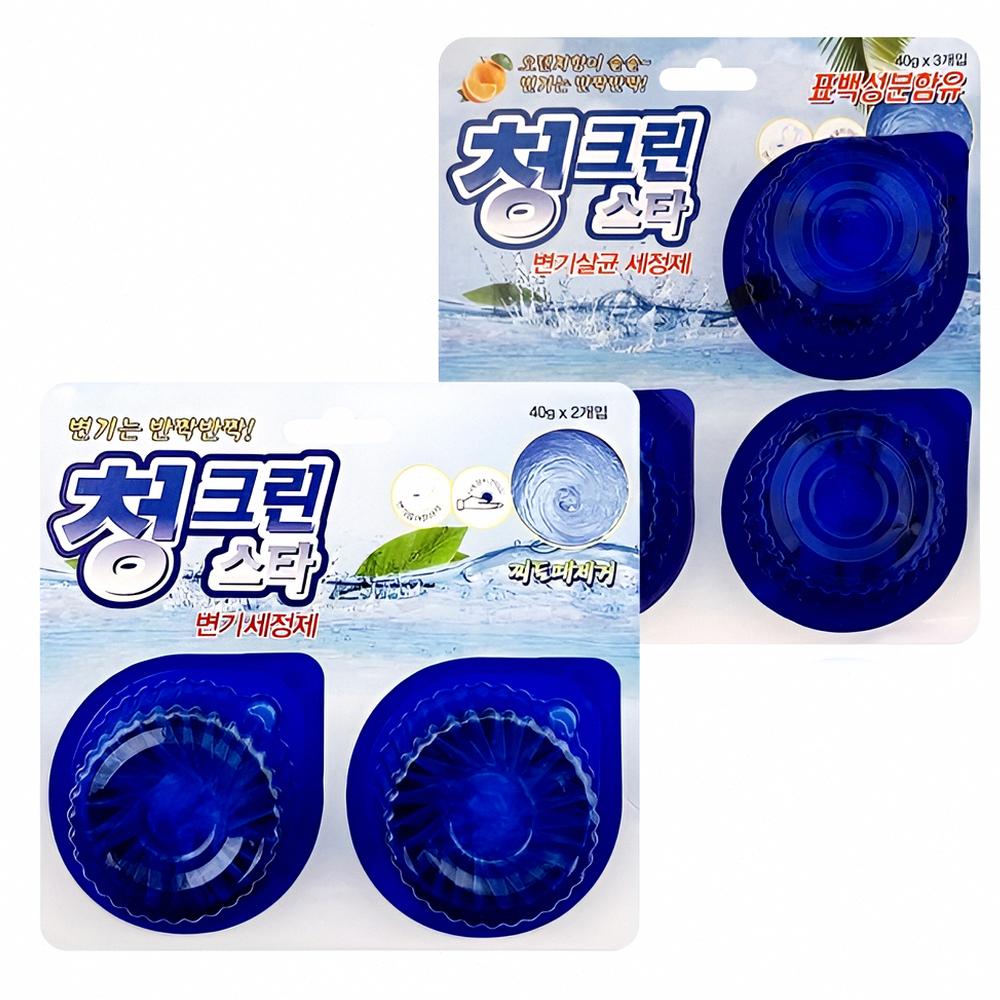 오렌지향이 솔솔~
변기는 반짝반짝!
40g x 3개입
표백성분함유
청크린
스타
변기살균 세정제
변기는 반짝반짝!
40g x 2개입
청크린
스타
찌든때제거
변기세정제